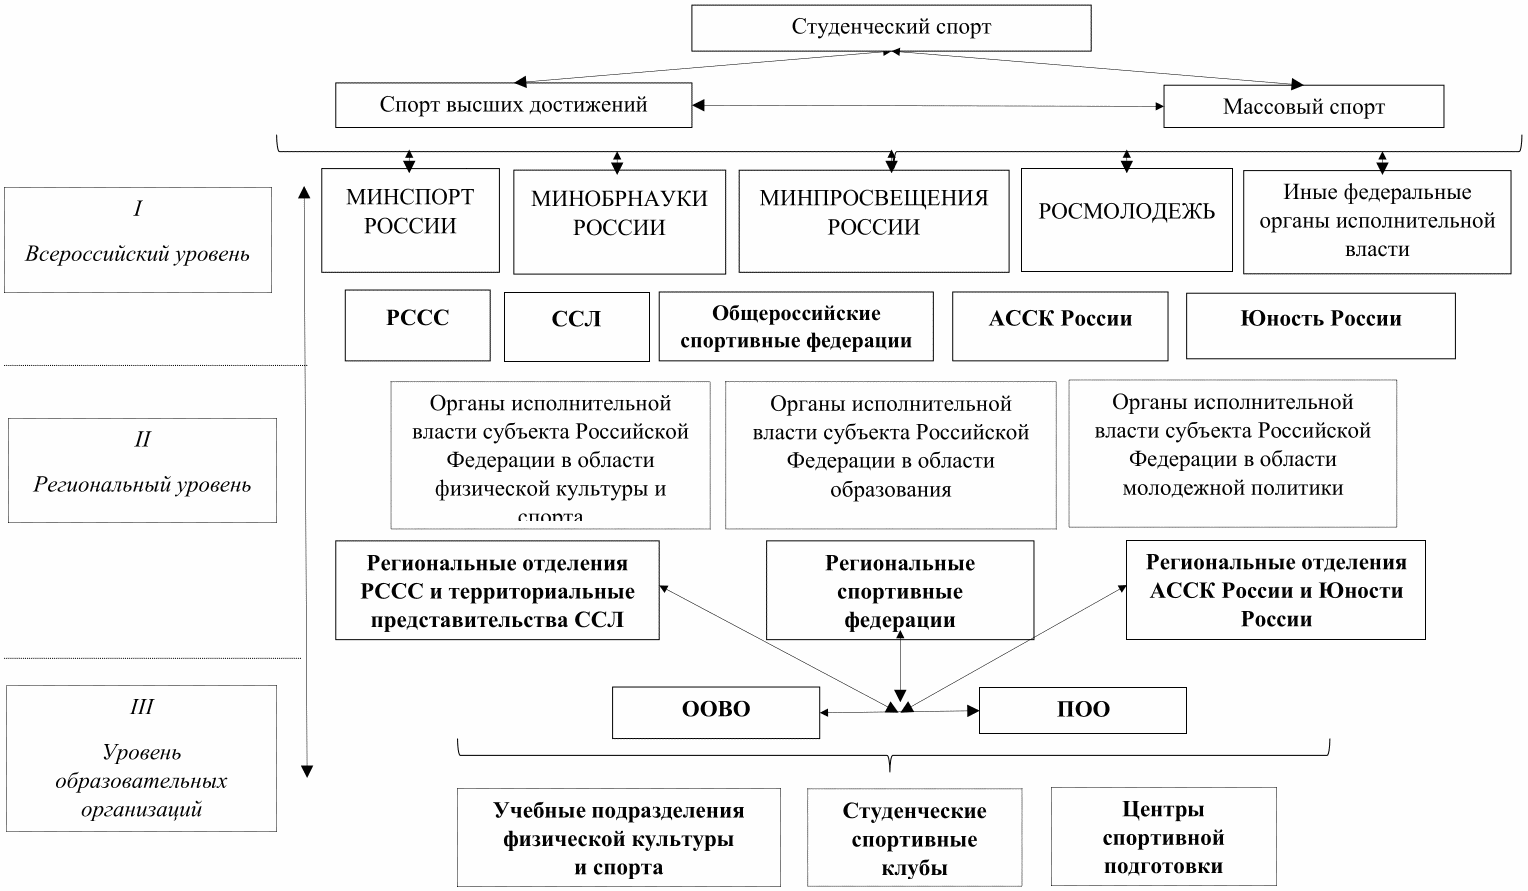 Студенческий спорт
Спорт высших достижений
Массовый спорт
I
Всероссийский уровень
МИНСПОРТ
РОССИИ
МИНОБРНАУКИ
РОССИИ
МИНПРОСВЕЩЕНИЯ
РОССИИ
РОСМОЛОДЕЖЬ
Иные федеральные
органы исполнительной
власти
РССС
ССЛ
Общероссийские
спортивные федерации
АССК России
Юность России
II
Региональный уровень
Органы исполнительной
власти субъекта Российской
Федерации в области
физической культуры и
спорта
Органы исполнительной
власти субъекта Российской
Федерации в области
образования
Органы исполнительной
власти субъекта Российской
Федерации в области
молодежной политики
Региональные отделения
РССС и территориальные
представительства ССЛ
Региональные
спортивные
федерации
Региональные отделения
АССК России и Юности
России
III
Уровень
образовательных
организаций
ООВО
ПОО
Учебные подразделения
физической культуры
и спорта
Студенческие
спортивные
клубы
Центры
спортивной
подготовки